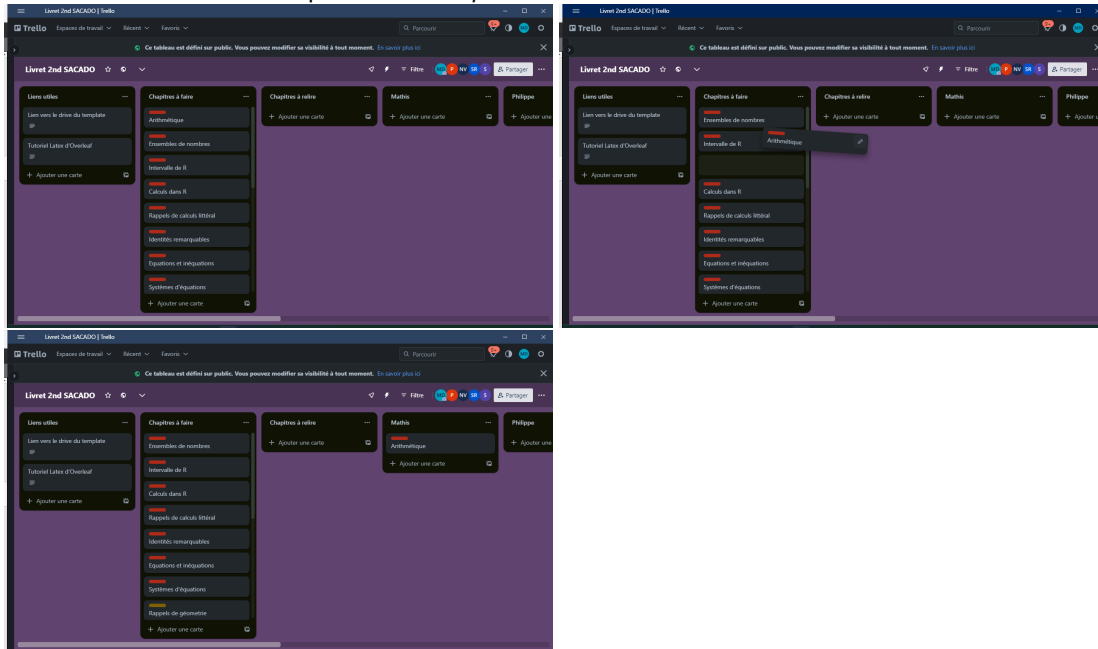 Livret 2nd SACADO | Trello
Trello Espaces de travail Récent Favoris Parcourir
Ce tableau est défini sur public. Vous pouvez modifier sa visibilité à tout moment. En savoir plus ici
Livret 2nd SACADO Filtre MD P NV SR S Partager
Liens utiles Chapitres à faire Chapitres à relire Mathis Philippe
Lien vers le drive du template Arithmétique + Ajouter une carte + Ajouter une carte + Ajouter une
Ensembles de nombres
Tutoriel Latex d'Overleaf
Intervalle de R
+ Ajouter une carte
Calculs dans R
Rappels de calculs littéral
Identités remarquables
Equations et inéquations
Systèmes d'équations
+ Ajouter une carte
Livret 2nd SACADO | Trello
Trello Espaces de travail Récent Favoris Parcourir
Ce tableau est défini sur public. Vous pouvez modifier sa visibilité à tout moment. En savoir plus ici
Livret 2nd SACADO Filtre MD P NV SR S Partager
Liens utiles Chapitres à faire Chapitres à relire Mathis Philippe
Lien vers le drive du template Ensembles de nombres + Ajouter une carte + Ajouter une carte + Ajouter u
Tutoriel Latex d'Overleaf Intervalle de R Arithmétique
+ Ajouter une carte
Calculs dans R
Rappels de calculs littéral
Identités remarquables
Equations et inéquations
Systèmes d'équations
+ Ajouter une carte
Livret 2nd SACADO | Trello
Trello Espaces de travail Récent Favoris Parcourir
Ce tableau est défini sur public. Vous pouvez modifier sa visibilité à tout moment. En savoir plus ici
Livret 2nd SACADO Filtre MD P NV SR S Partager
Liens utiles Chapitres à faire Chapitres à relire Mathis Philippe
Lien vers le drive du template Ensembles de nombres + Ajouter une carte Arithmétique + Ajouter une
Tutoriel Latex d'Overleaf Intervalle de R + Ajouter une carte
+ Ajouter une carte Calculs dans R
Rappels de calculs littéral
Identités remarquables
Equations et inéquations
Systèmes d'équations
Rappels de géometrie
+ Ajouter une carte